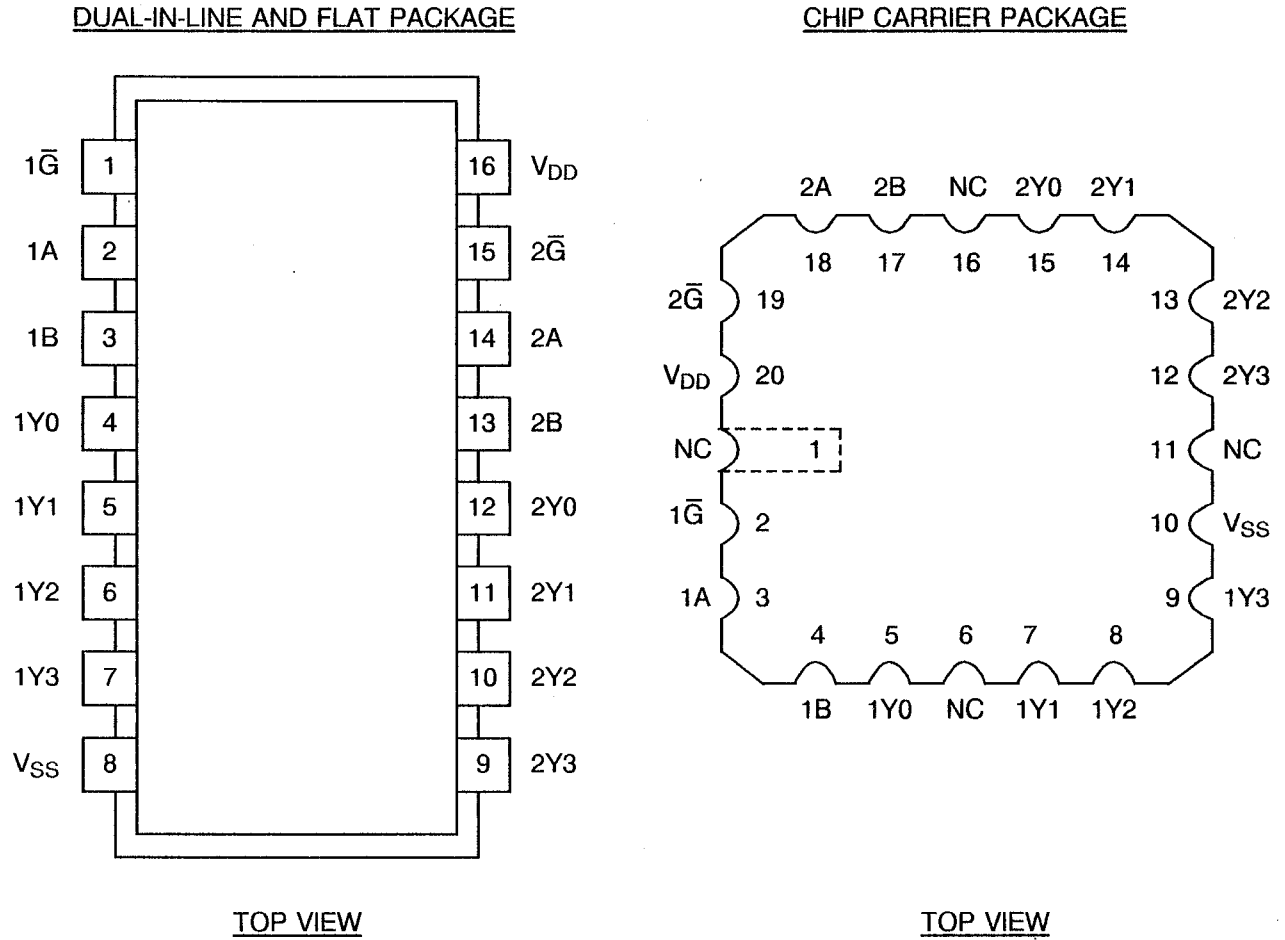 DUAL-IN-LINE AND FLAT PACKAGE
1G̅ 1 16 VDD
1A 2 15 2G̅
1B 3 14 2A
1Y0 4 13 2B
1Y1 5 12 2Y0
1Y2 6 11 2Y1
1Y3 7 10 2Y2
VSS 8 9 2Y3
TOP VIEW
CHIP CARRIER PACKAGE
2A 2B NC 2Y0 2Y1
18 17 16 15 14
2G̅ 19 13 2Y2
VDD 20 12 2Y3
NC 1 11 NC
1G̅ 2 10 VSS
1A 3 9 1Y3
4 5 6 7 8
1B 1Y0 NC 1Y1 1Y2
TOP VIEW